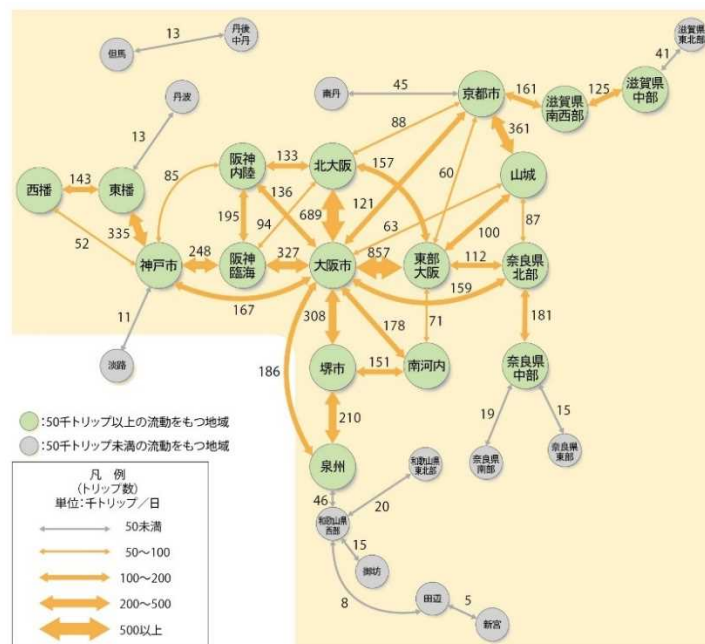 13
但馬
丹後・
中丹
滋賀県
東北部
41
丹波
南丹
45
京都市
161
滋賀県
南西部
125
滋賀県
中部
13
88
361
西播
143
東播
85
阪神
内陸
133
北大阪
157
60
山城
136
121
63
335
195
94
689
100
87
52
神戸市
248
阪神
臨海
327
大阪市
857
東部
大阪
112
奈良県
北部
167
159
11
308
178
71
181
淡路
186
堺市
151
南河内
奈良県
中部
210
19
15
泉州
和歌山県
東北部
奈良県
南部
奈良県
東部
46
20
和歌山県
西部
15
御坊
8
田辺
5
新宮
:50千トリップ以上の流動をもつ地域
:50千トリップ未満の流動をもつ地域
凡 例
(トリップ数)
単位:千トリップ/日
50未満
50~100
100~200
200~500
500以上